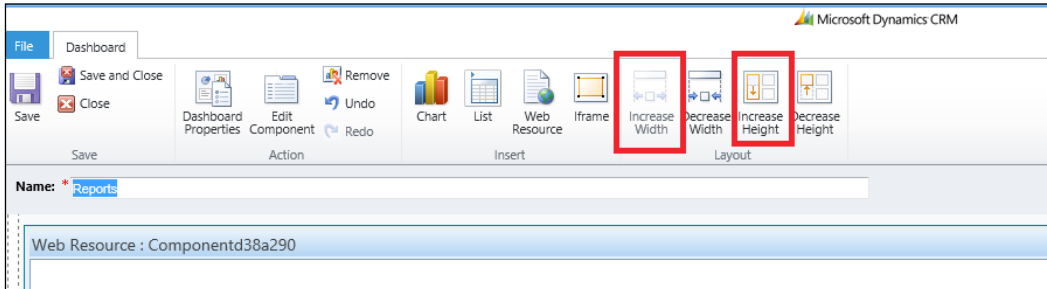 Microsoft Dynamics CRM
File Dashboard
Save and Close
Close
Save
Dashboard Properties
Edit Component
Remove
Undo
Redo
Chart
List
Web Resource
Iframe
Increase Width
Decrease Width
Increase Height
Decrease Height
Save Action Insert Layout
Name: * Reports
Web Resource : Componentd38a290